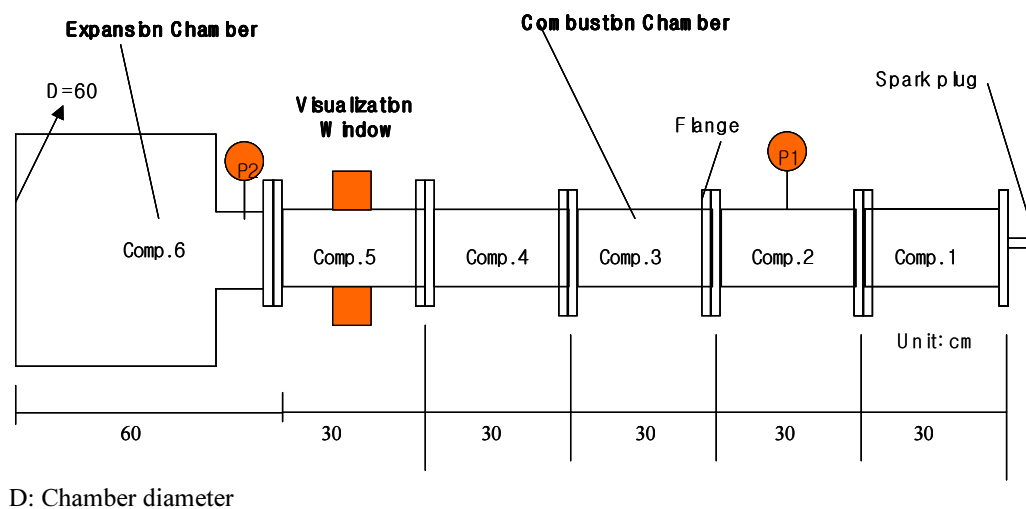 Expansion Chamber
Combustion Chamber
D=60
Visualization
Window
Spark plug
Flange
P2
P1
Comp.6
Comp.5
Comp.4
Comp.3
Comp.2
Comp.1
Unit: cm
60
30
30
30
30
30
D: Chamber diameter